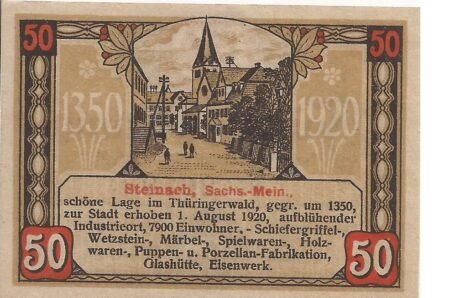 50 50
1350 1920
Steinach, Sachs.-Mein.,
schöne Lage im Thüringerwald, gegr. um 1350,
zur Stadt erhoben 1. August 1920, aufblühender
Industrieort, 7900 Einwohner, - Schiefergriffel-,
Wetzstein-, Märbel-, Spielwaren-, Holz-
waren-, Puppen- u. Porzellan-Fabrikation,
Glashütte, Eisenwerk.
50 50